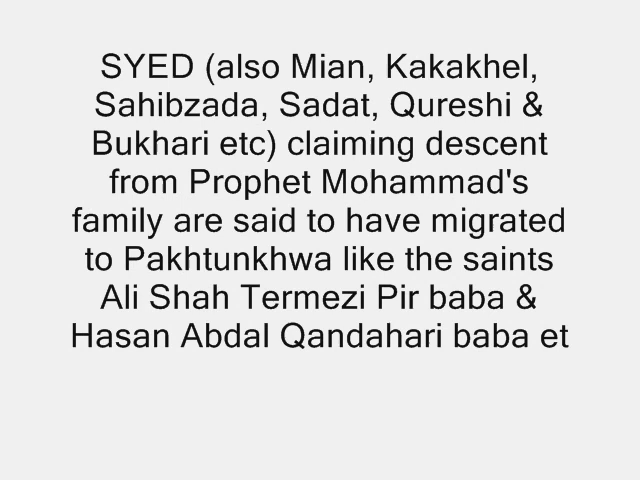 SYED (also Mian, Kakakhel,
Sahibzada, Sadat, Qureshi &
Bukhari etc) claiming descent
from Prophet Mohammad's
family are said to have migrated
to Pakhtunkhwa like the saints
Ali Shah Termezi Pir baba &
Hasan Abdal Qandahari baba et